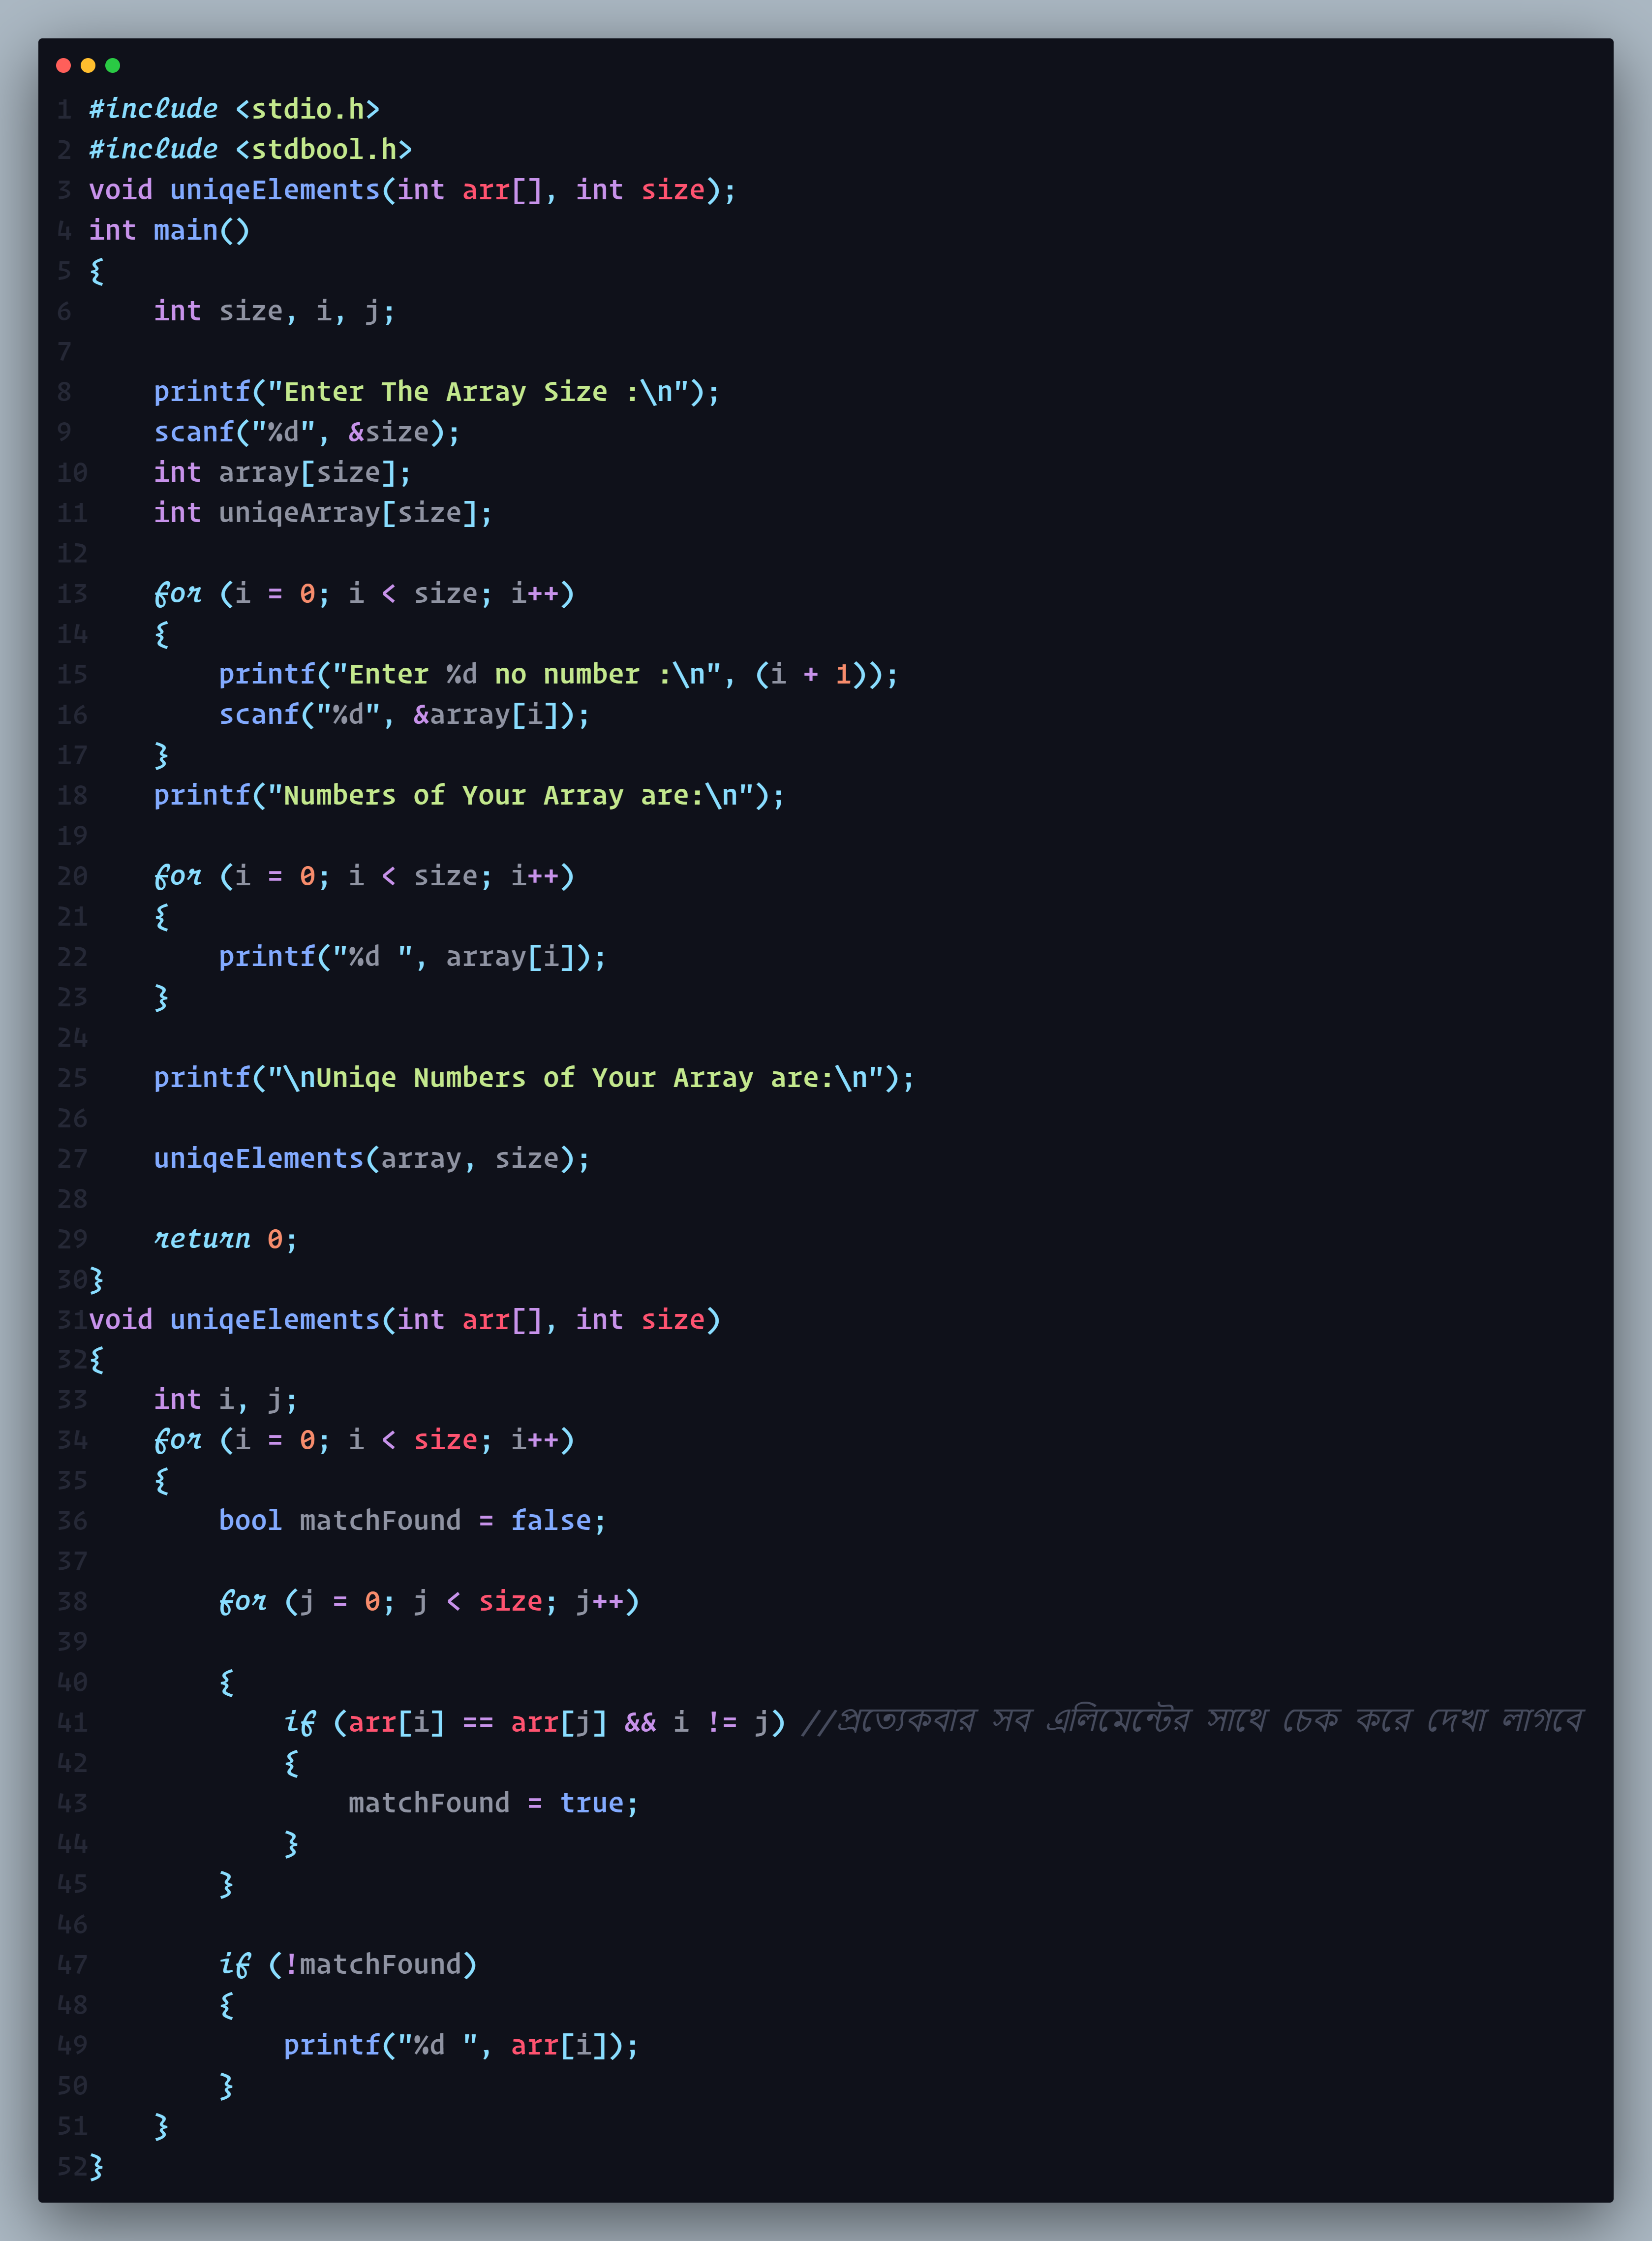 1 #include <stdio.h>
2 #include <stdbool.h>
3 void uniqeElements(int arr[], int size);
4 int main()
5 {
6     int size, i, j;
7
8     printf("Enter The Array Size :\n");
9     scanf("%d", &size);
10     int array[size];
11     int uniqeArray[size];
12
13     for (i = 0; i < size; i++)
14     {
15         printf("Enter %d no number :\n", (i + 1));
16         scanf("%d", &array[i]);
17     }
18     printf("Numbers of Your Array are:\n");
19
20     for (i = 0; i < size; i++)
21     {
22         printf("%d ", array[i]);
23     }
24
25     printf("\nUniqe Numbers of Your Array are:\n");
26
27     uniqeElements(array, size);
28
29     return 0;
30 }
31 void uniqeElements(int arr[], int size)
32 {
33     int i, j;
34     for (i = 0; i < size; i++)
35     {
36         bool matchFound = false;
37
38         for (j = 0; j < size; j++)
39
40         {
41             if (arr[i] == arr[j] && i != j) //প্রত্যেকবার সব এলিমেন্টের সাথে চেক করে দেখা লাগবে
42             {
43                 matchFound = true;
44             }
45         }
46
47         if (!matchFound)
48         {
49             printf("%d ", arr[i]);
50         }
51     }
52 }